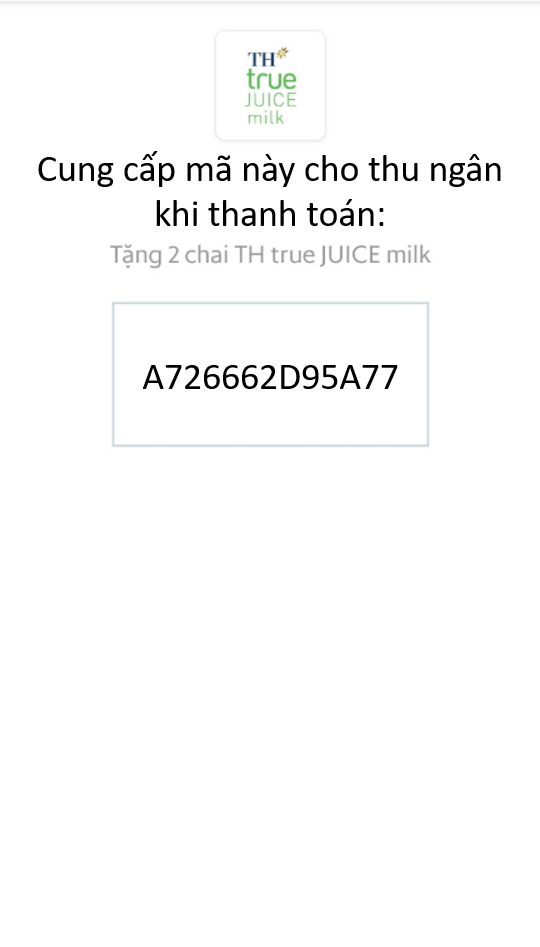 TH
true
JUICE
milk
Cung cấp mã này cho thu ngân
khi thanh toán:
Tặng 2 chai TH true JUICE milk
A726662D95A77